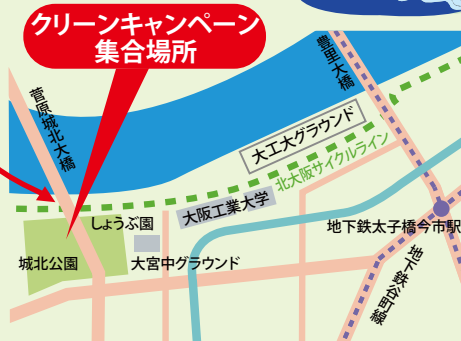 クリーンキャンペーン
集合場所
豊里大橋
菅原城北大橋
大工大グラウンド
北大阪サイクルライン
大阪工業大学
しょうぶ園
地下鉄太子橋今市駅
城北公園
大宮中グラウンド
地下鉄谷町線